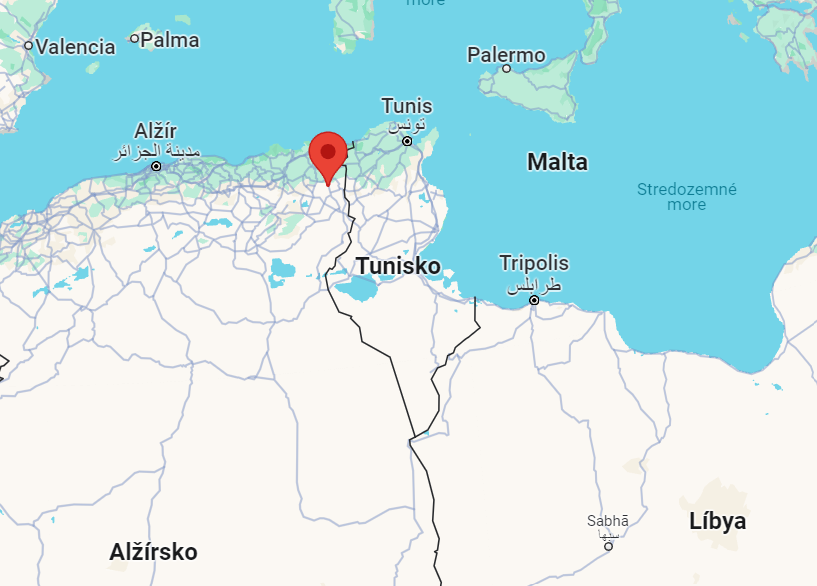 more
Valencia
Palma
Palermo
Tunis
تونس
Alžír
مدينة الجزائر
Malta
Stredozemné
more
Tunisko
Tripolis
طرابلس
Sabhā
سبها
Líbya
Alžírsko